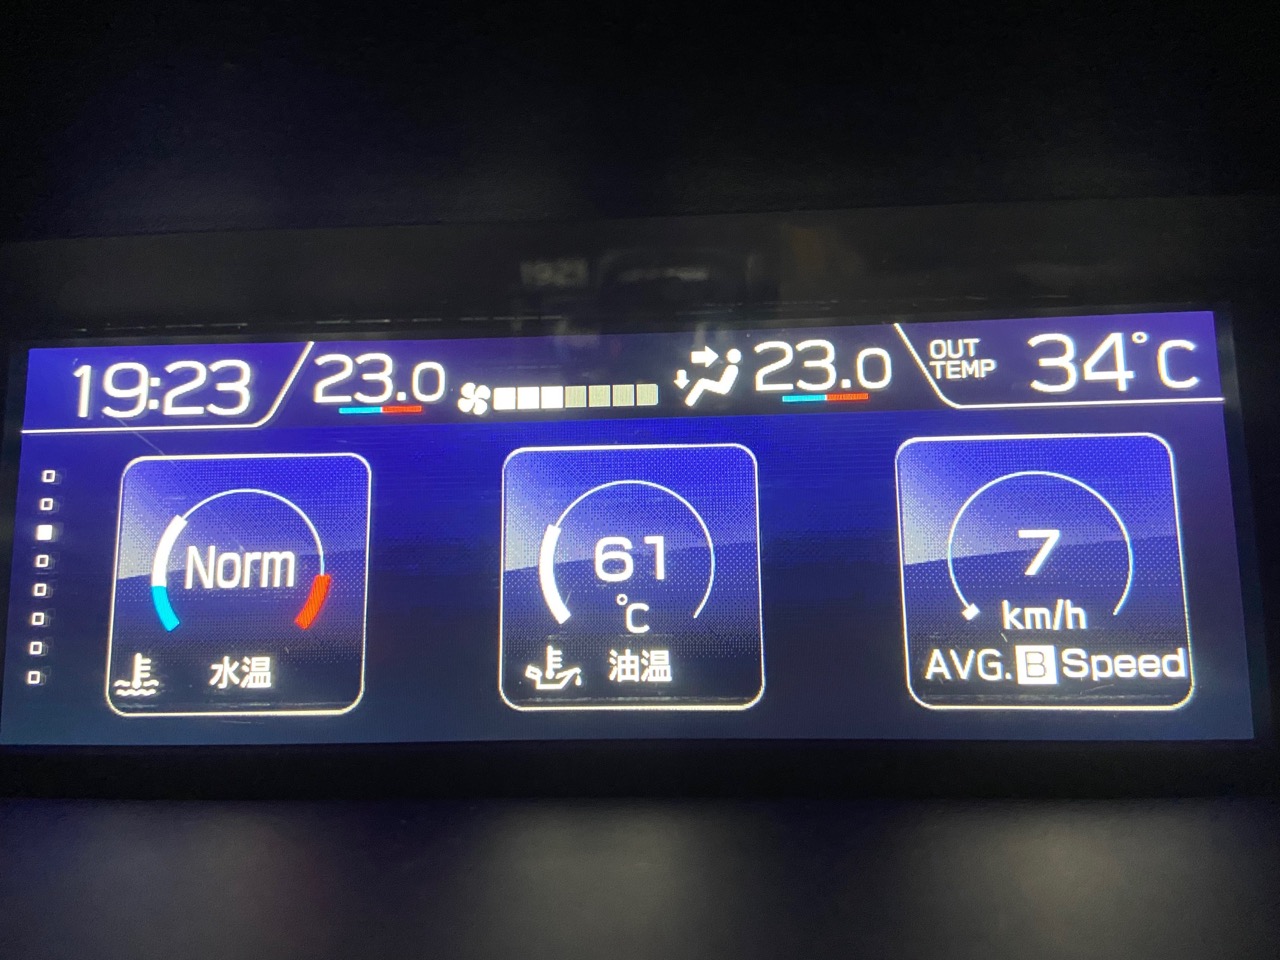 19:23
23.0
23.0
OUT
TEMP
34°C
Norm
水温
61
°C
油温
7
km/h
AVG. B Speed